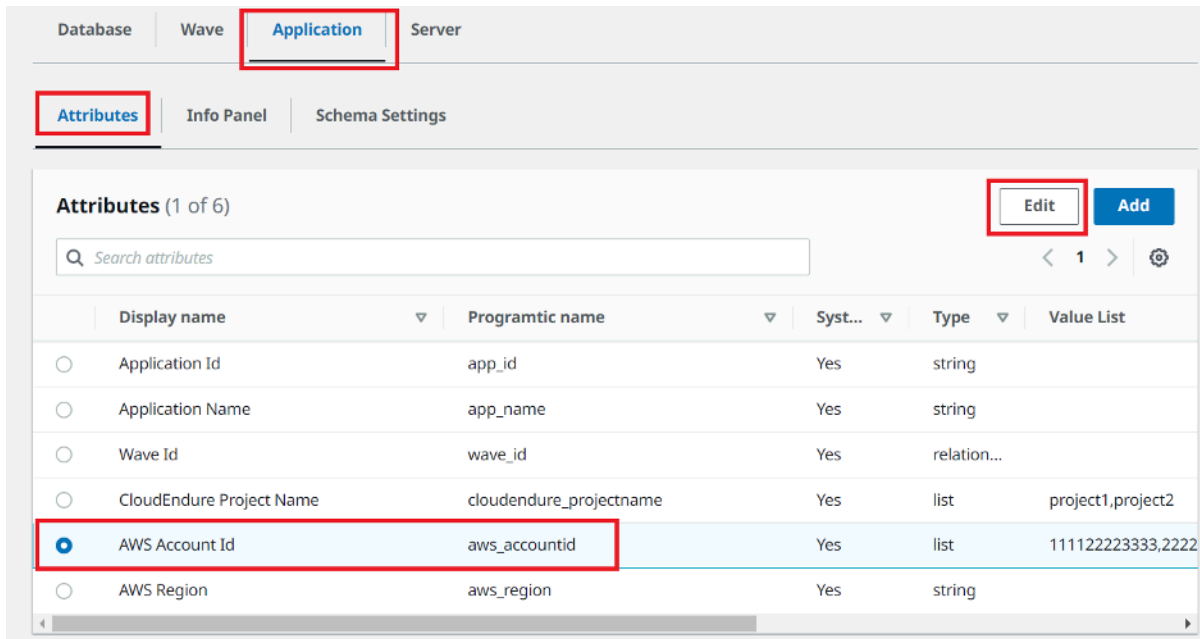 Database Wave Application Server
Attributes Info Panel Schema Settings
Attributes (1 of 6) Edit Add
Search attributes 1
Display name Programtic name Syst... Type Value List
Application Id app_id Yes string
Application Name app_name Yes string
Wave Id wave_id Yes relation...
CloudEndure Project Name cloudendure_projectname Yes list project1,project2
AWS Account Id aws_accountid Yes list 111122223333,2222
AWS Region aws_region Yes string